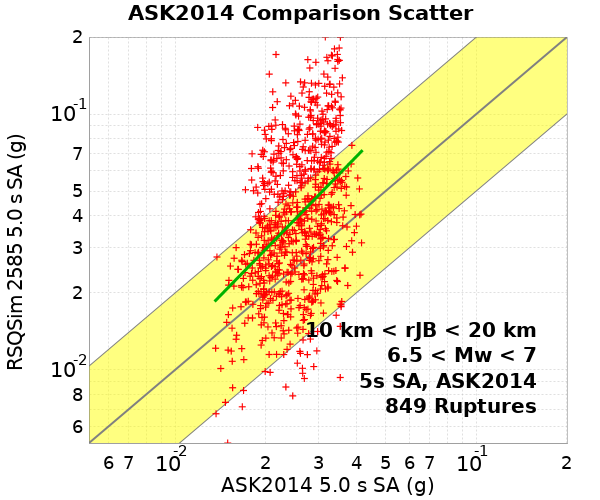 ASK2014 Comparison Scatter
RSQSim 2585 5.0 s SA (g)
2
10-1
7
5
4
3
2
10-2
8
6
10 km < rJB < 20 km
6.5 < Mw < 7
5s SA, ASK2014
849 Ruptures
6 7 10-2 2 3 4 5 6 7 10-1 2
ASK2014 5.0 s SA (g)